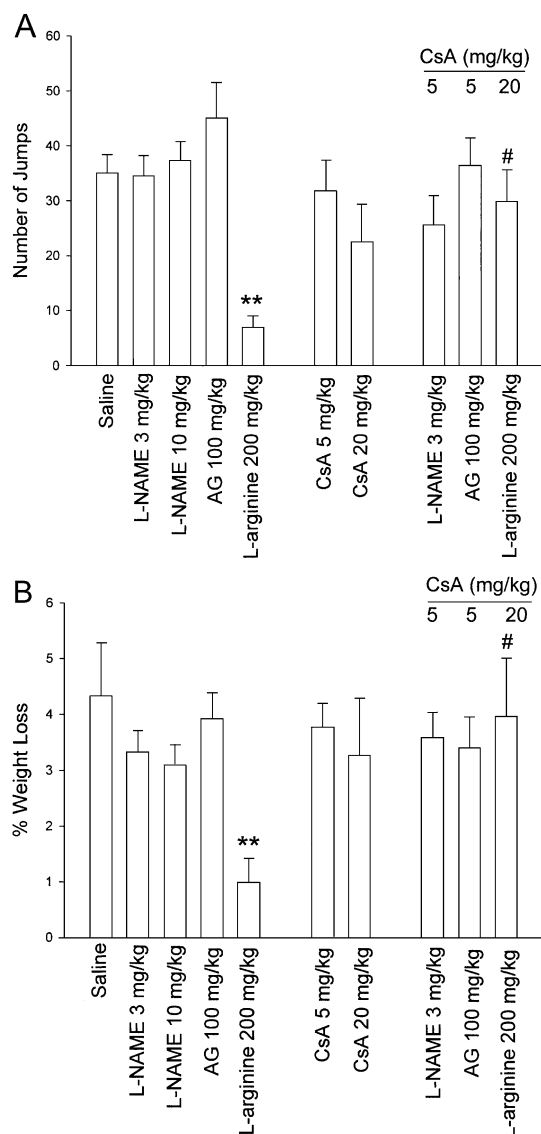 A
CsA (mg/kg)
5 5 20
#
**
Number of Jumps
50
40
30
20
10
0
Saline
L-NAME 3 mg/kg
L-NAME 10 mg/kg
AG 100 mg/kg
L-arginine 200 mg/kg
CsA 5 mg/kg
CsA 20 mg/kg
L-NAME 3 mg/kg
AG 100 mg/kg
L-arginine 200 mg/kg
B
CsA (mg/kg)
5 5 20
#
**
% Weight Loss
6
5
4
3
2
1
0
Saline
L-NAME 3 mg/kg
L-NAME 10 mg/kg
AG 100 mg/kg
L-arginine 200 mg/kg
CsA 5 mg/kg
CsA 20 mg/kg
L-NAME 3 mg/kg
AG 100 mg/kg
L-arginine 200 mg/kg